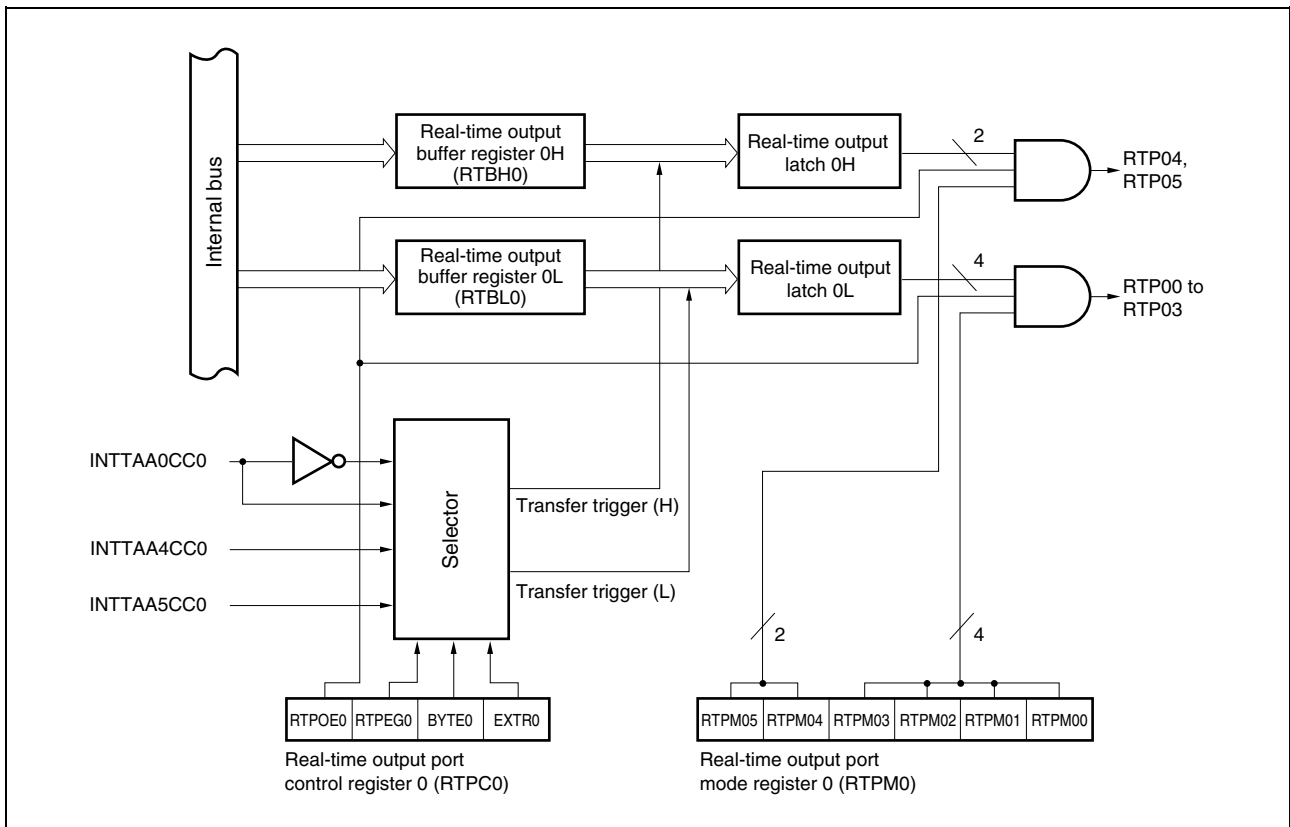 Internal bus
Real-time output
buffer register 0H
(RTBH0)
Real-time output
latch 0H
2
RTP04,
RTP05
Real-time output
buffer register 0L
(RTBL0)
Real-time output
latch 0L
4
RTP00 to
RTP03
INTTAA0CC0
INTTAA4CC0
INTTAA5CC0
Selector
Transfer trigger (H)
Transfer trigger (L)
2
4
RTPOE0 RTPEG0 BYTE0 EXTR0
Real-time output port
control register 0 (RTPC0)
RTPM05 RTPM04 RTPM03 RTPM02 RTPM01 RTPM00
Real-time output port
mode register 0 (RTPM0)